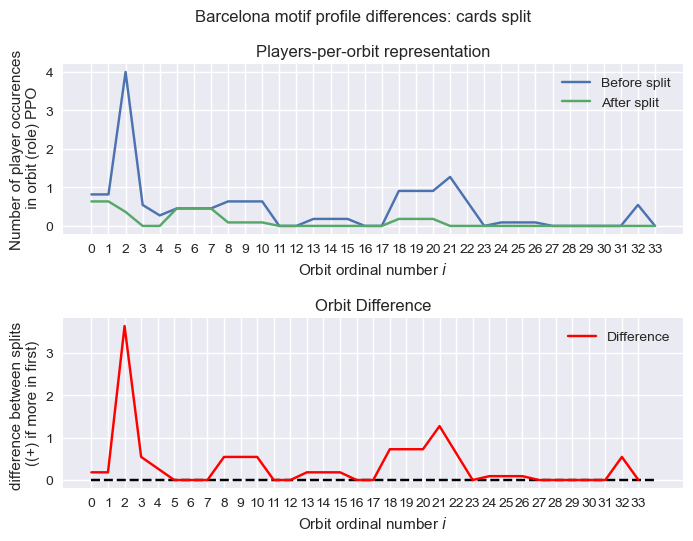 Barcelona motif profile differences: cards split
Players-per-orbit representation
Number of player occurences
in orbit (role) PPO
4
3
2
1
0
Before split
After split
0 1 2 3 4 5 6 7 8 9 10 11 12 13 14 15 16 17 18 19 20 21 22 23 24 25 26 27 28 29 30 31 32 33
Orbit ordinal number i
Orbit Difference
difference between splits
((+) if more in first)
3
2
1
0
Difference
0 1 2 3 4 5 6 7 8 9 10 11 12 13 14 15 16 17 18 19 20 21 22 23 24 25 26 27 28 29 30 31 32 33
Orbit ordinal number i